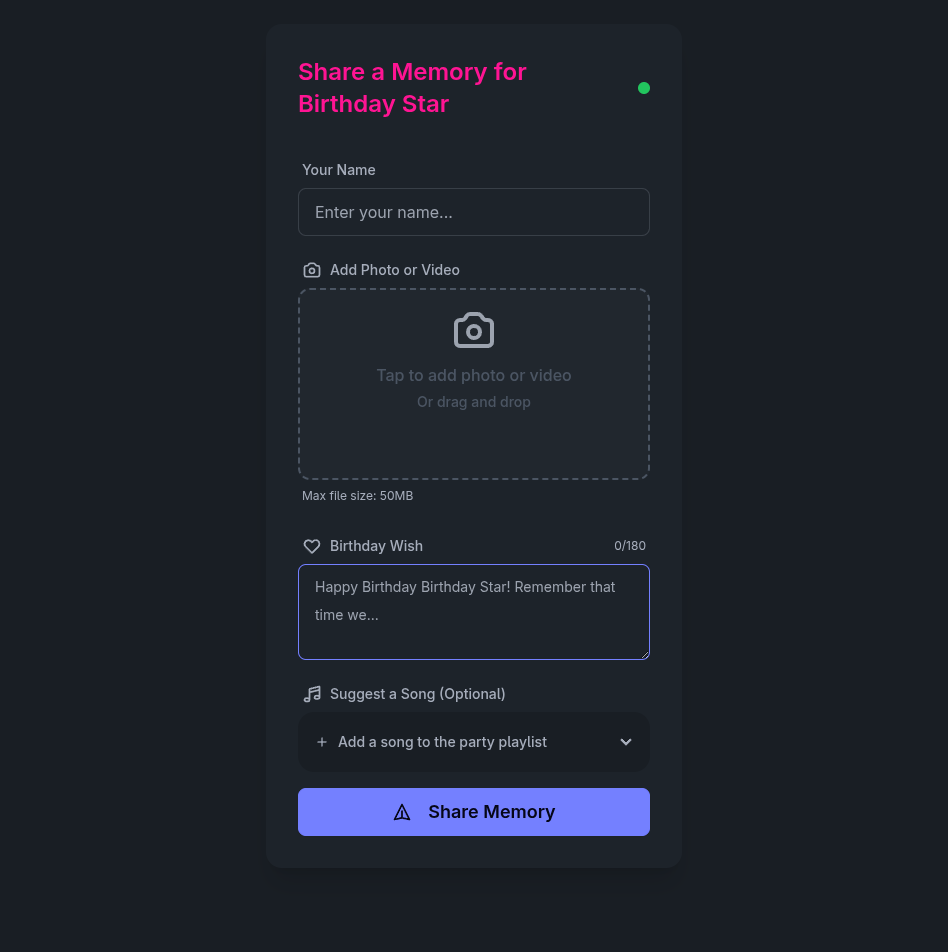 Share a Memory for
Birthday Star
Your Name
Enter your name...
Add Photo or Video
Tap to add photo or video
Or drag and drop
Max file size: 50MB
Birthday Wish 0/180
Happy Birthday Birthday Star! Remember that
time we...
Suggest a Song (Optional)
+ Add a song to the party playlist
Share Memory